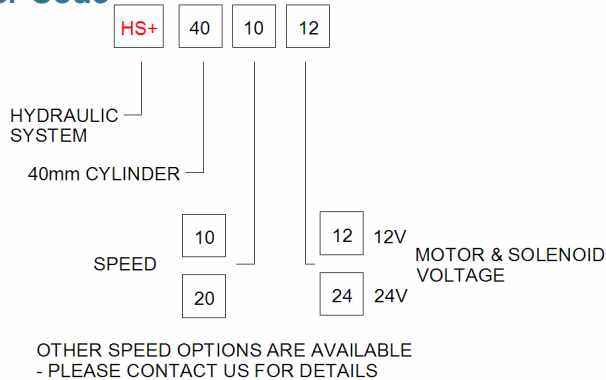 Code
HS+ 40 10 12
HYDRAULIC
SYSTEM
40mm CYLINDER
SPEED
10
20
12 12V
24 24V
MOTOR & SOLENOID
VOLTAGE
OTHER SPEED OPTIONS ARE AVAILABLE
- PLEASE CONTACT US FOR DETAILS